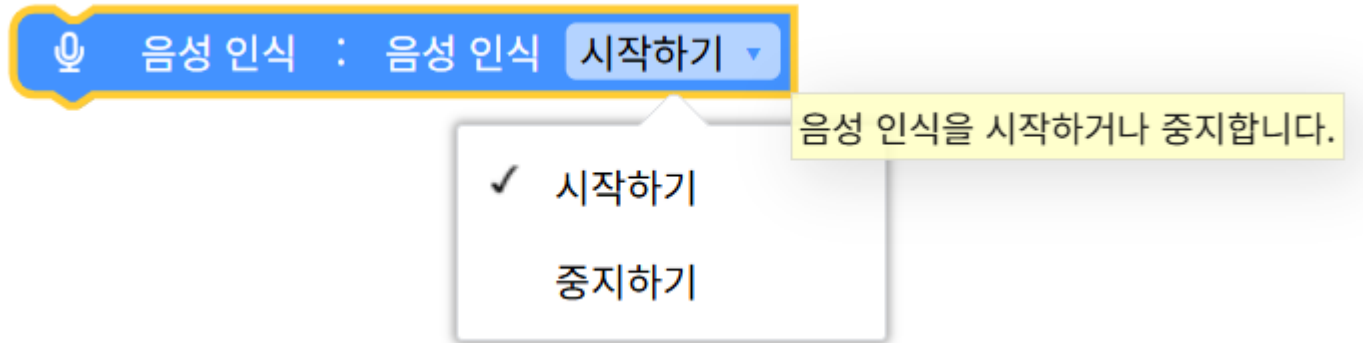 음성 인식 : 음성 인식 시작하기
음성 인식을 시작하거나 중지합니다.
시작하기
중지하기